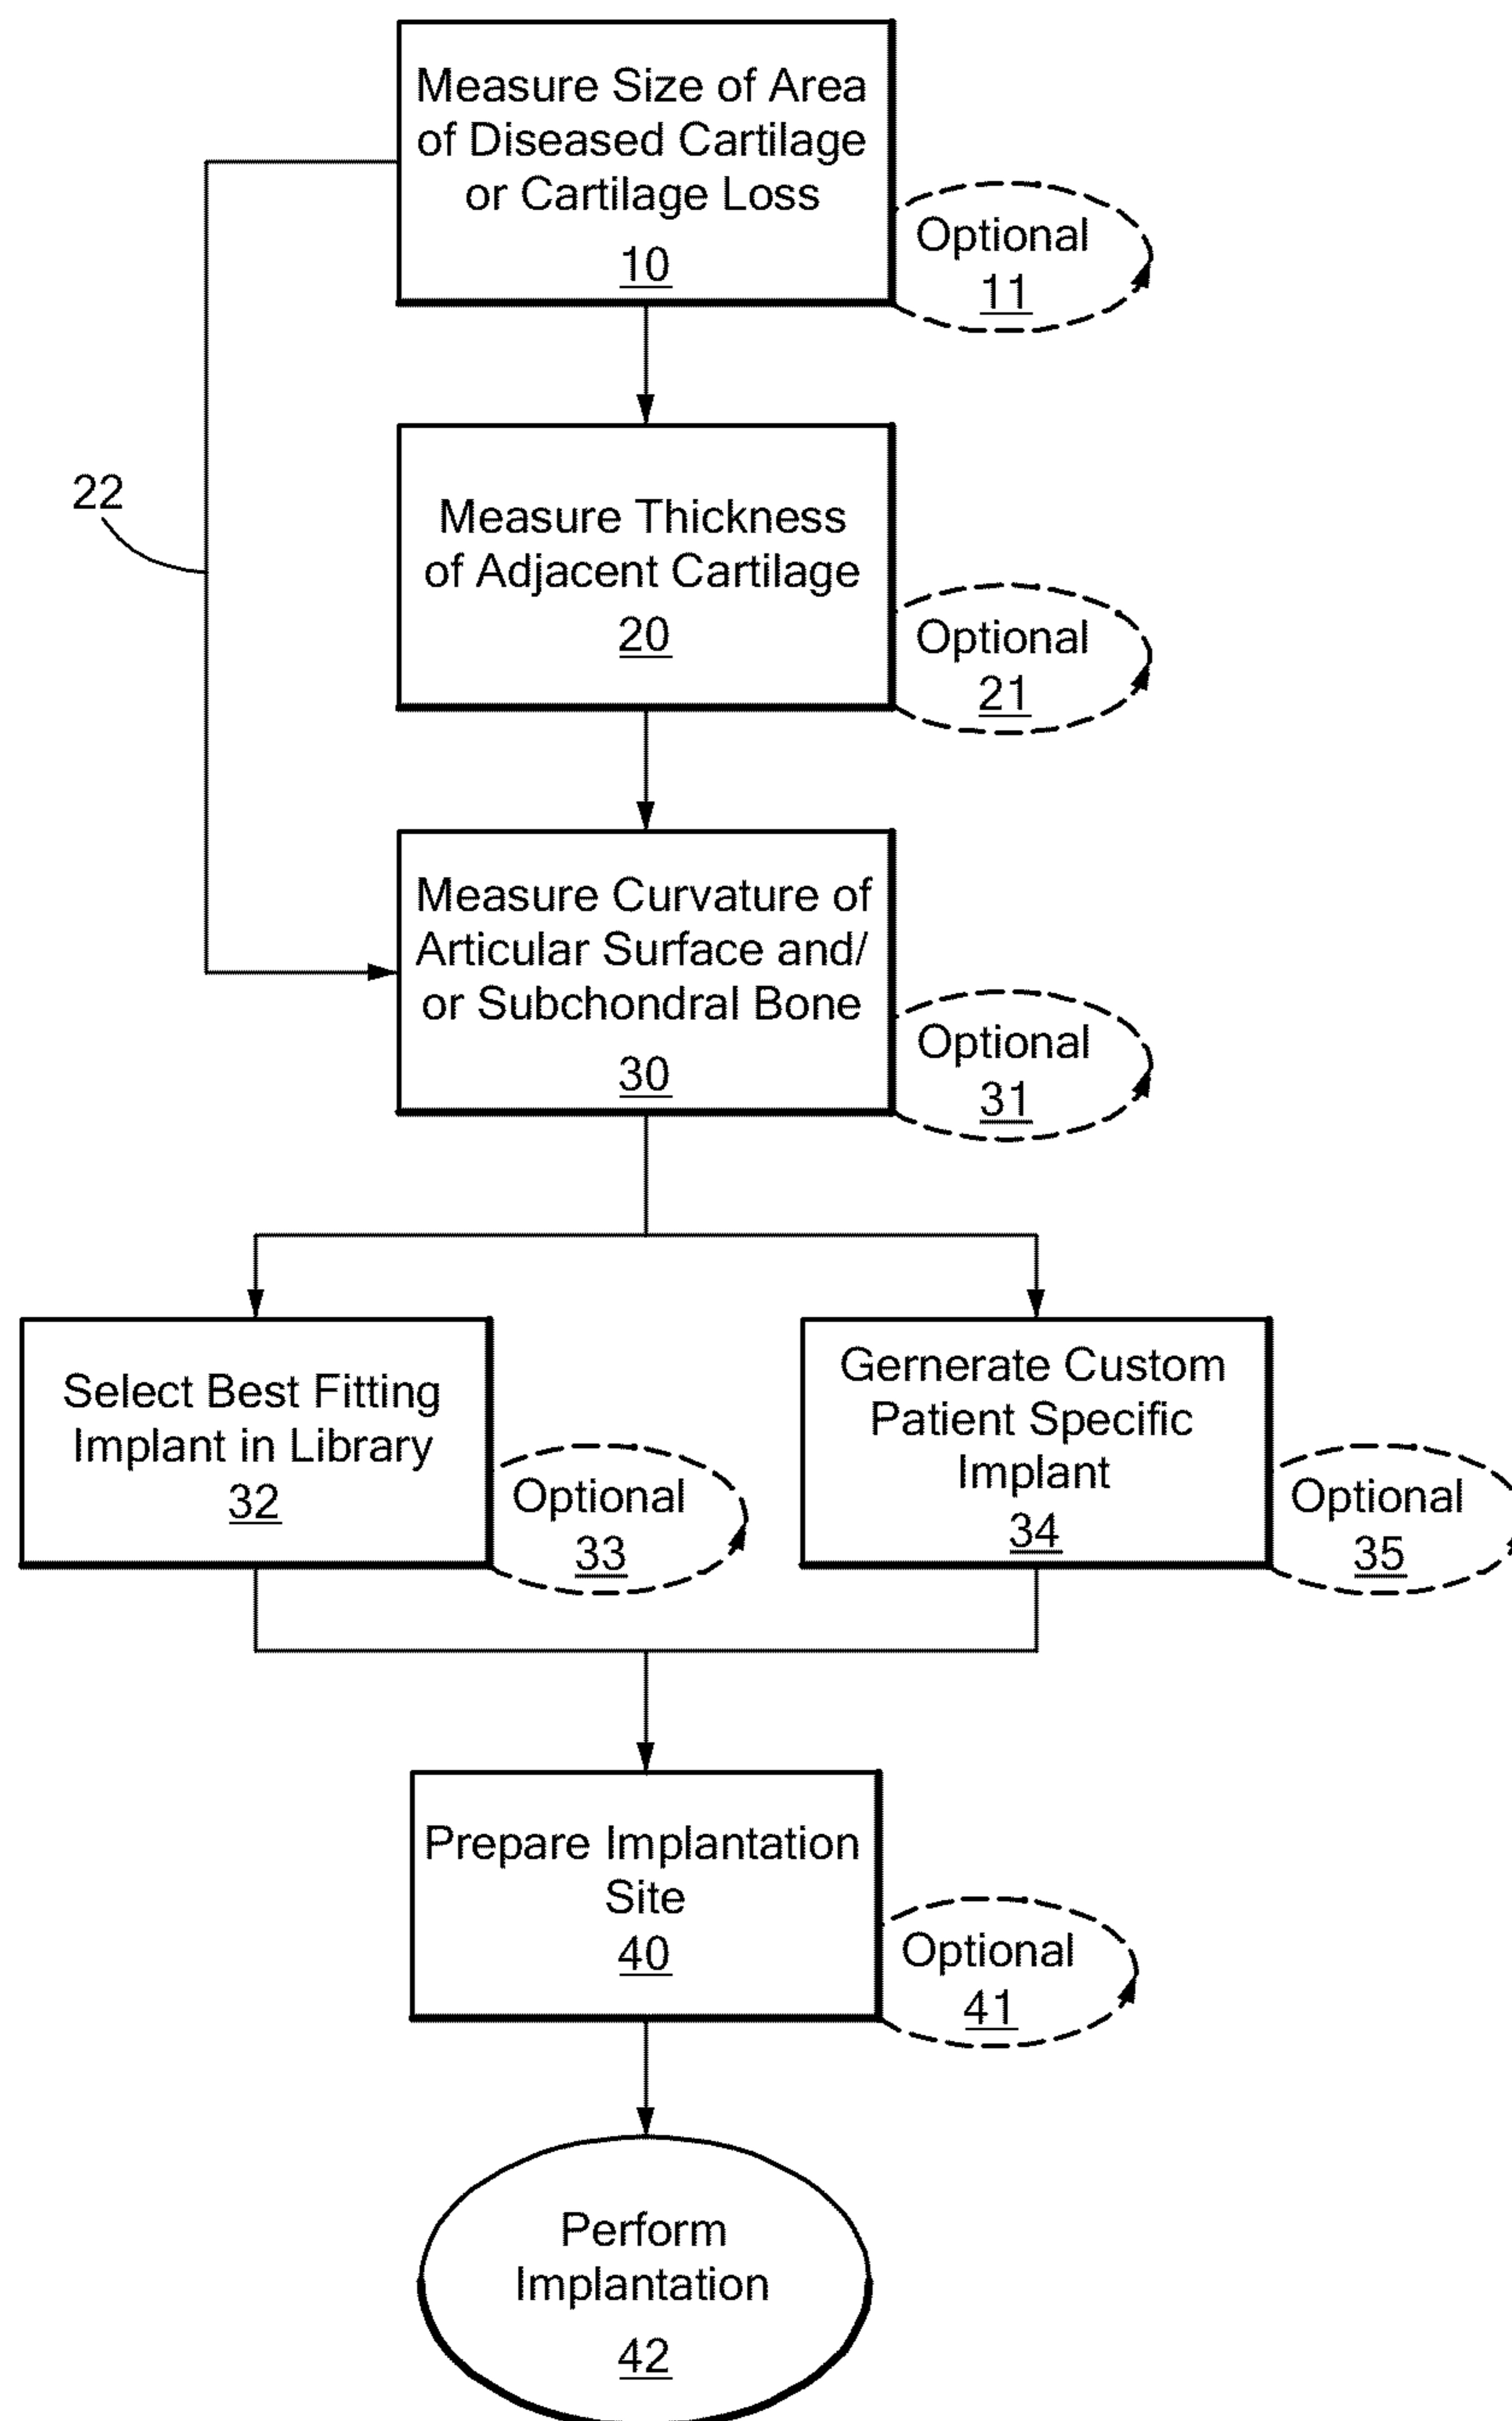 Measure Size of Area
of Diseased Cartilage
or Cartilage Loss
10
Optional
11
22
Measure Thickness
of Adjacent Cartilage
20
Optional
21
Measure Curvature of
Articular Surface and/
or Subchondral Bone
30
Optional
31
Select Best Fitting
Implant in Library
32
Optional
33
Gernerate Custom
Patient Specific
Implant
34
Optional
35
Prepare Implantation
Site
40
Optional
41
Perform
Implantation
42